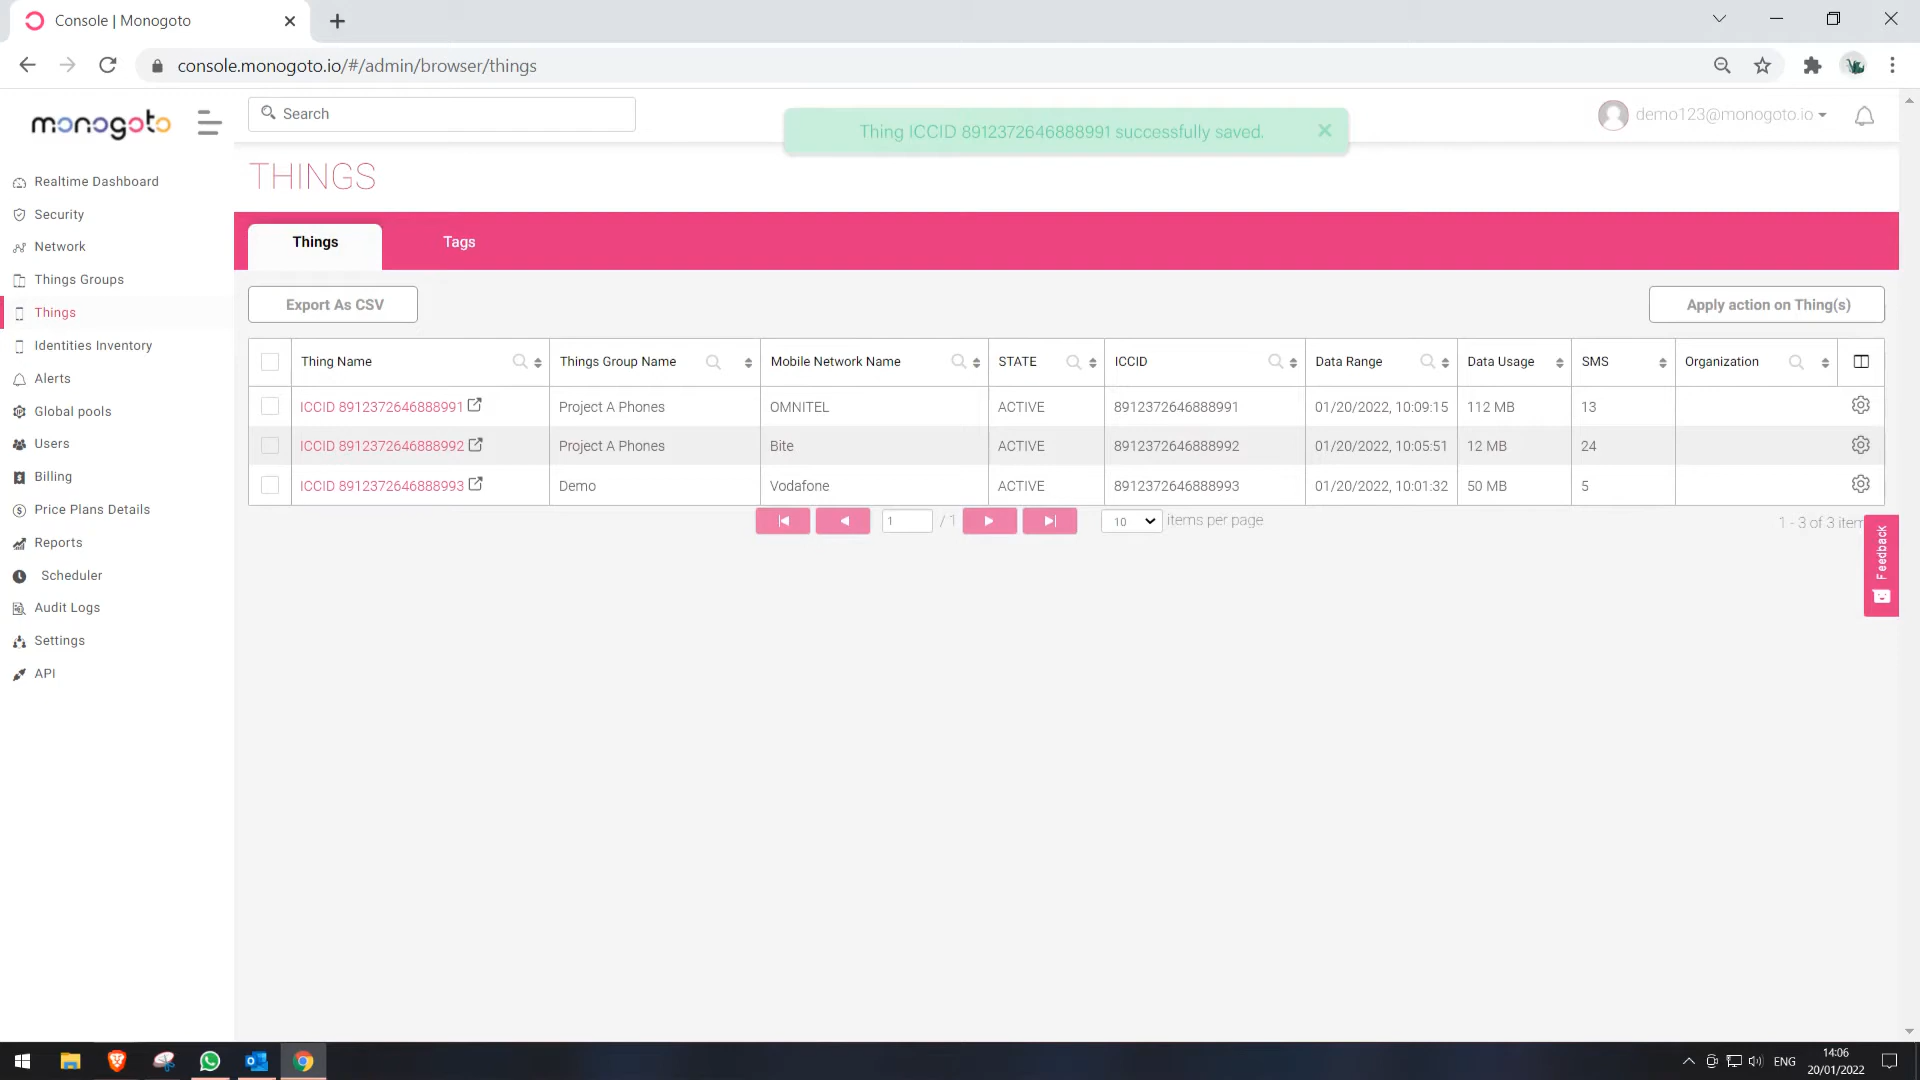 Console | Monogoto
console.monogoto.io/#/admin/browser/things
monogoto
Search
Thing ICCID 8912372646888991 successfully saved.
demo123@monogoto.io
THINGS
Realtime Dashboard
Security
Network
Things Groups
Things
Identities Inventory
Alerts
Global pools
Users
Billing
Price Plans Details
Reports
Scheduler
Audit Logs
Settings
API
Things Tags
Export As CSV Apply action on Thing(s)
Thing Name Things Group Name Mobile Network Name STATE ICCID Data Range Data Usage SMS Organization
ICCID 8912372646888991 Project A Phones OMNITEL ACTIVE 8912372646888991 01/20/2022, 10:09:15 112 MB 13
ICCID 8912372646888992 Project A Phones Bite ACTIVE 8912372646888992 01/20/2022, 10:05:51 12 MB 24
ICCID 8912372646888993 Demo Vodafone ACTIVE 8912372646888993 01/20/2022, 10:01:32 50 MB 5
1 / 1 10 items per page 1 - 3 of 3 item
Feedback
ENG
14:06
20/01/2022